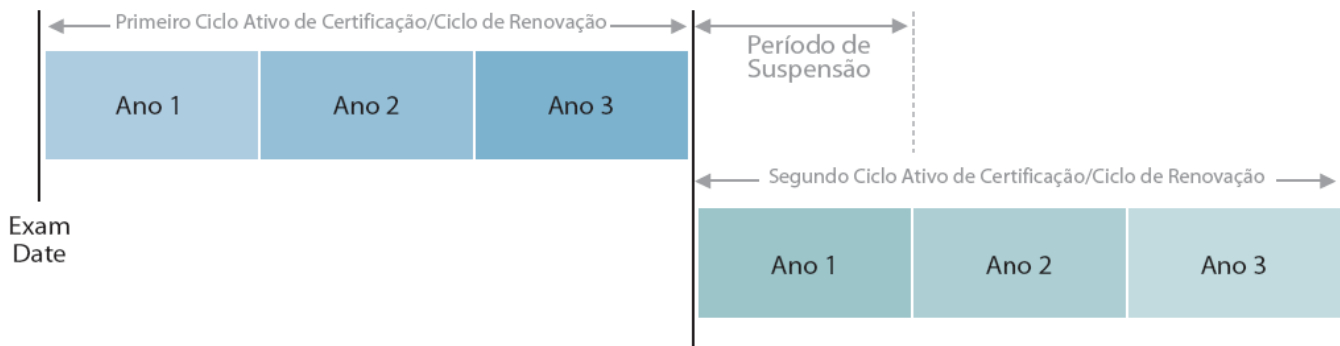 Primeiro Ciclo Ativo de Certificação/Ciclo de Renovação
Período de
Suspensão
Ano 1
Ano 2
Ano 3
Segundo Ciclo Ativo de Certificação/Ciclo de Renovação
Exam
Date
Ano 1
Ano 2
Ano 3